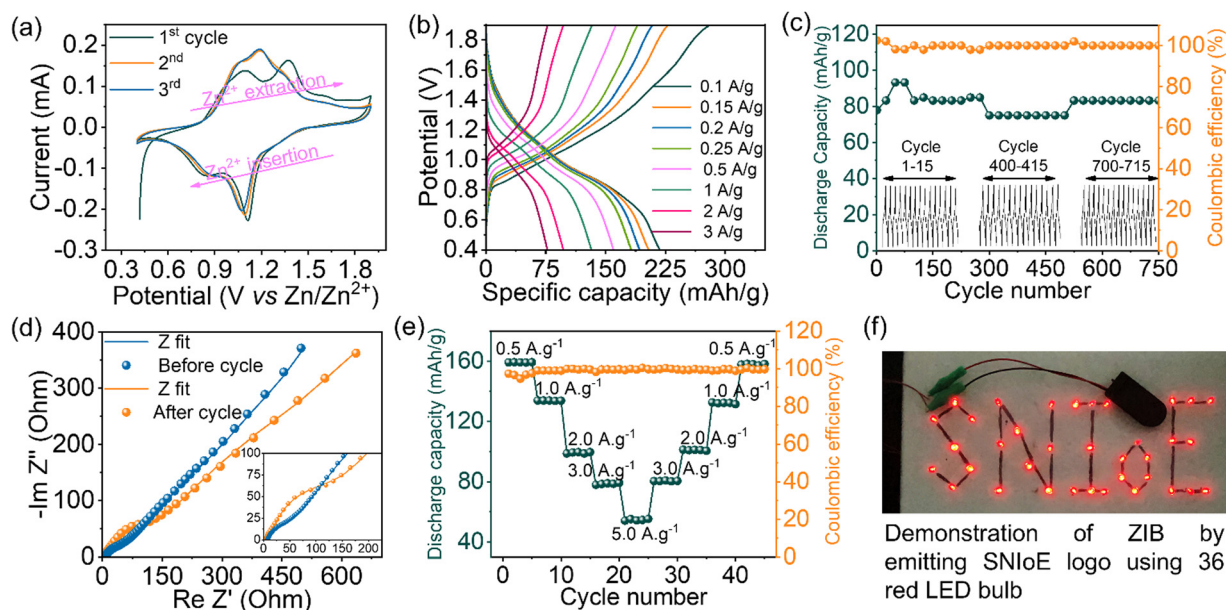 (a)
1st cycle
2nd
3rd
Zn2+ extraction
Zn2+ insertion
Current (mA)
0.3
0.2
0.1
0.0
-0.1
-0.2
-0.3
0.4 0.8 1.2 1.6
Potential (V vs Zn/Zn2+)
(b)
Potential (V)
1.8
1.6
1.4
1.2
1.0
0.8
0.6
0.4
0 75 150 225 300
Specific capacity (mAh/g)
0.1 A/g
0.15 A/g
0.2 A/g
0.25 A/g
0.5 A/g
1 A/g
2 A/g
3 A/g
(c)
Discharge Capacity (mAh/g)
120
100
80
60
40
20
0
Cycle Cycle Cycle
1-15 400-415 700-715
0 150 300 450 600 750
Cycle number
120
100
80
60
40
20
0
Coulombic efficiency (%)
(d)
-Im Z" (Ohm)
400
300
200
100
0
Z fit
Before cycle
Z fit
After cycle
100
75
50
25
0
0 50 100 150 200
0 150 300 450 600
Re Z' (Ohm)
(e)
Discharge capacity (mAh/g)
160
120
80
40
0.5 A.g-1 0.5 A.g-1
1.0 A.g-1 1.0 A.g-1
2.0 A.g-1 2.0 A.g-1
3.0 A.g-1 3.0 A.g-1
5.0 A.g-1
0 10 20 30 40
Cycle number
120
100
80
60
40
20
0
Coulombic efficiency (%)
(f)
SNIoE
Demonstration of ZIB by
emitting SNIoE logo using 36
red LED bulb